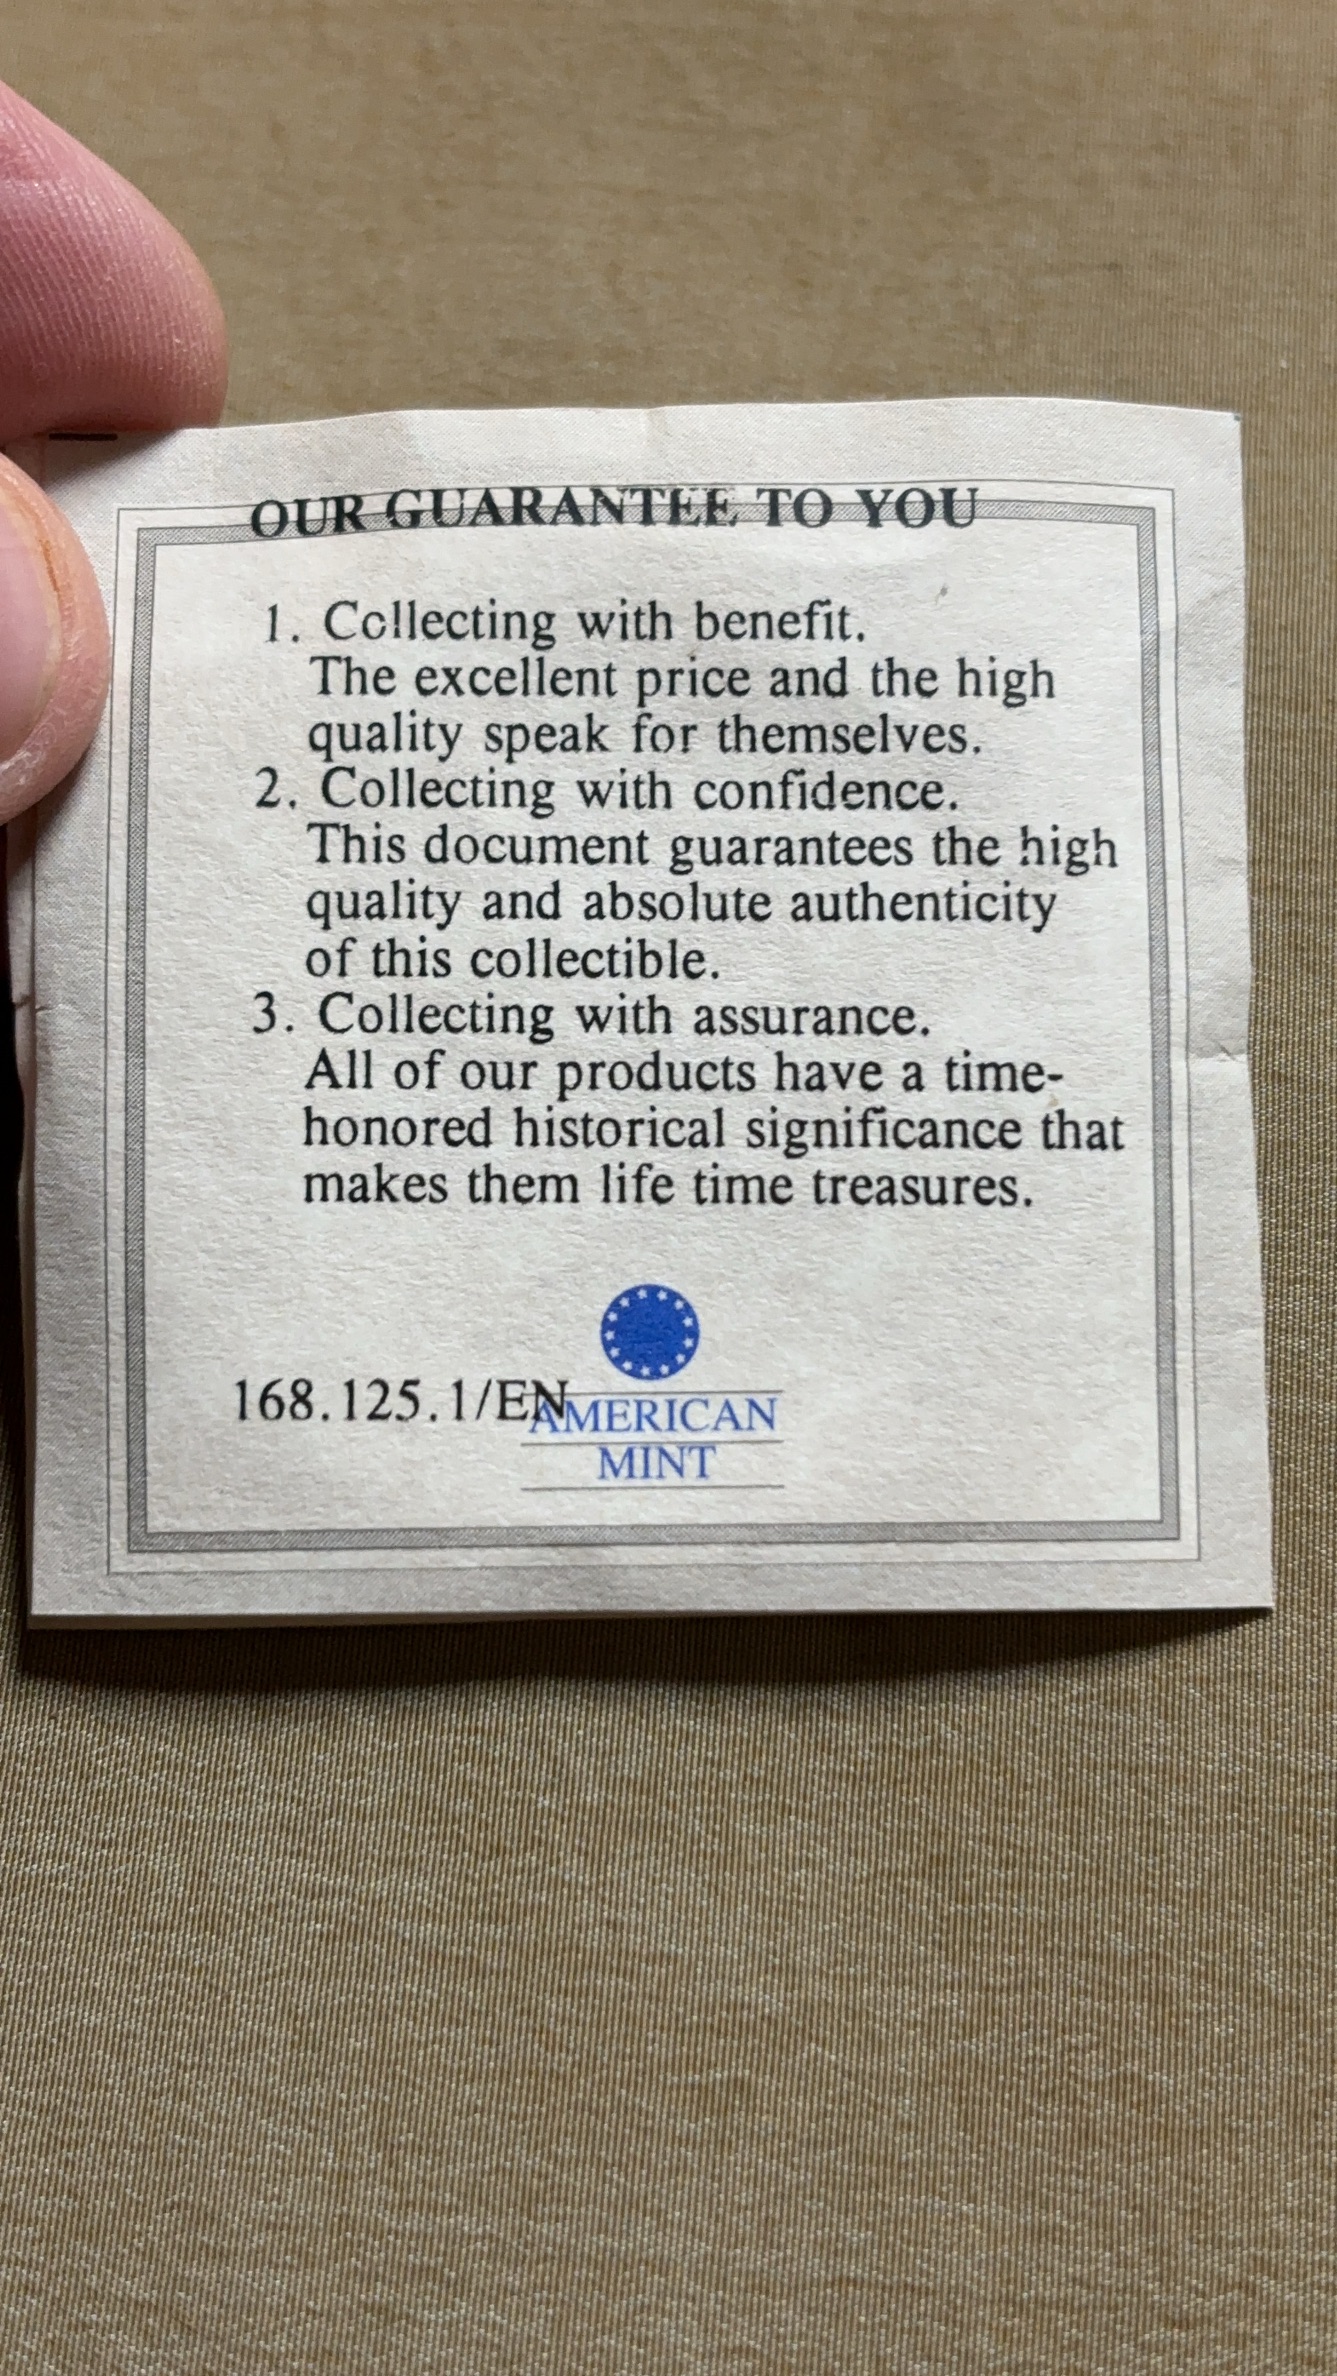 OUR GUARANTEE TO YOU
1. Collecting with benefit.
The excellent price and the high
quality speak for themselves.
2. Collecting with confidence.
This document guarantees the high
quality and absolute authenticity
of this collectible.
3. Collecting with assurance.
All of our products have a time-
honored historical significance that
makes them life time treasures.
168.125.1/EN
AMERICAN
MINT